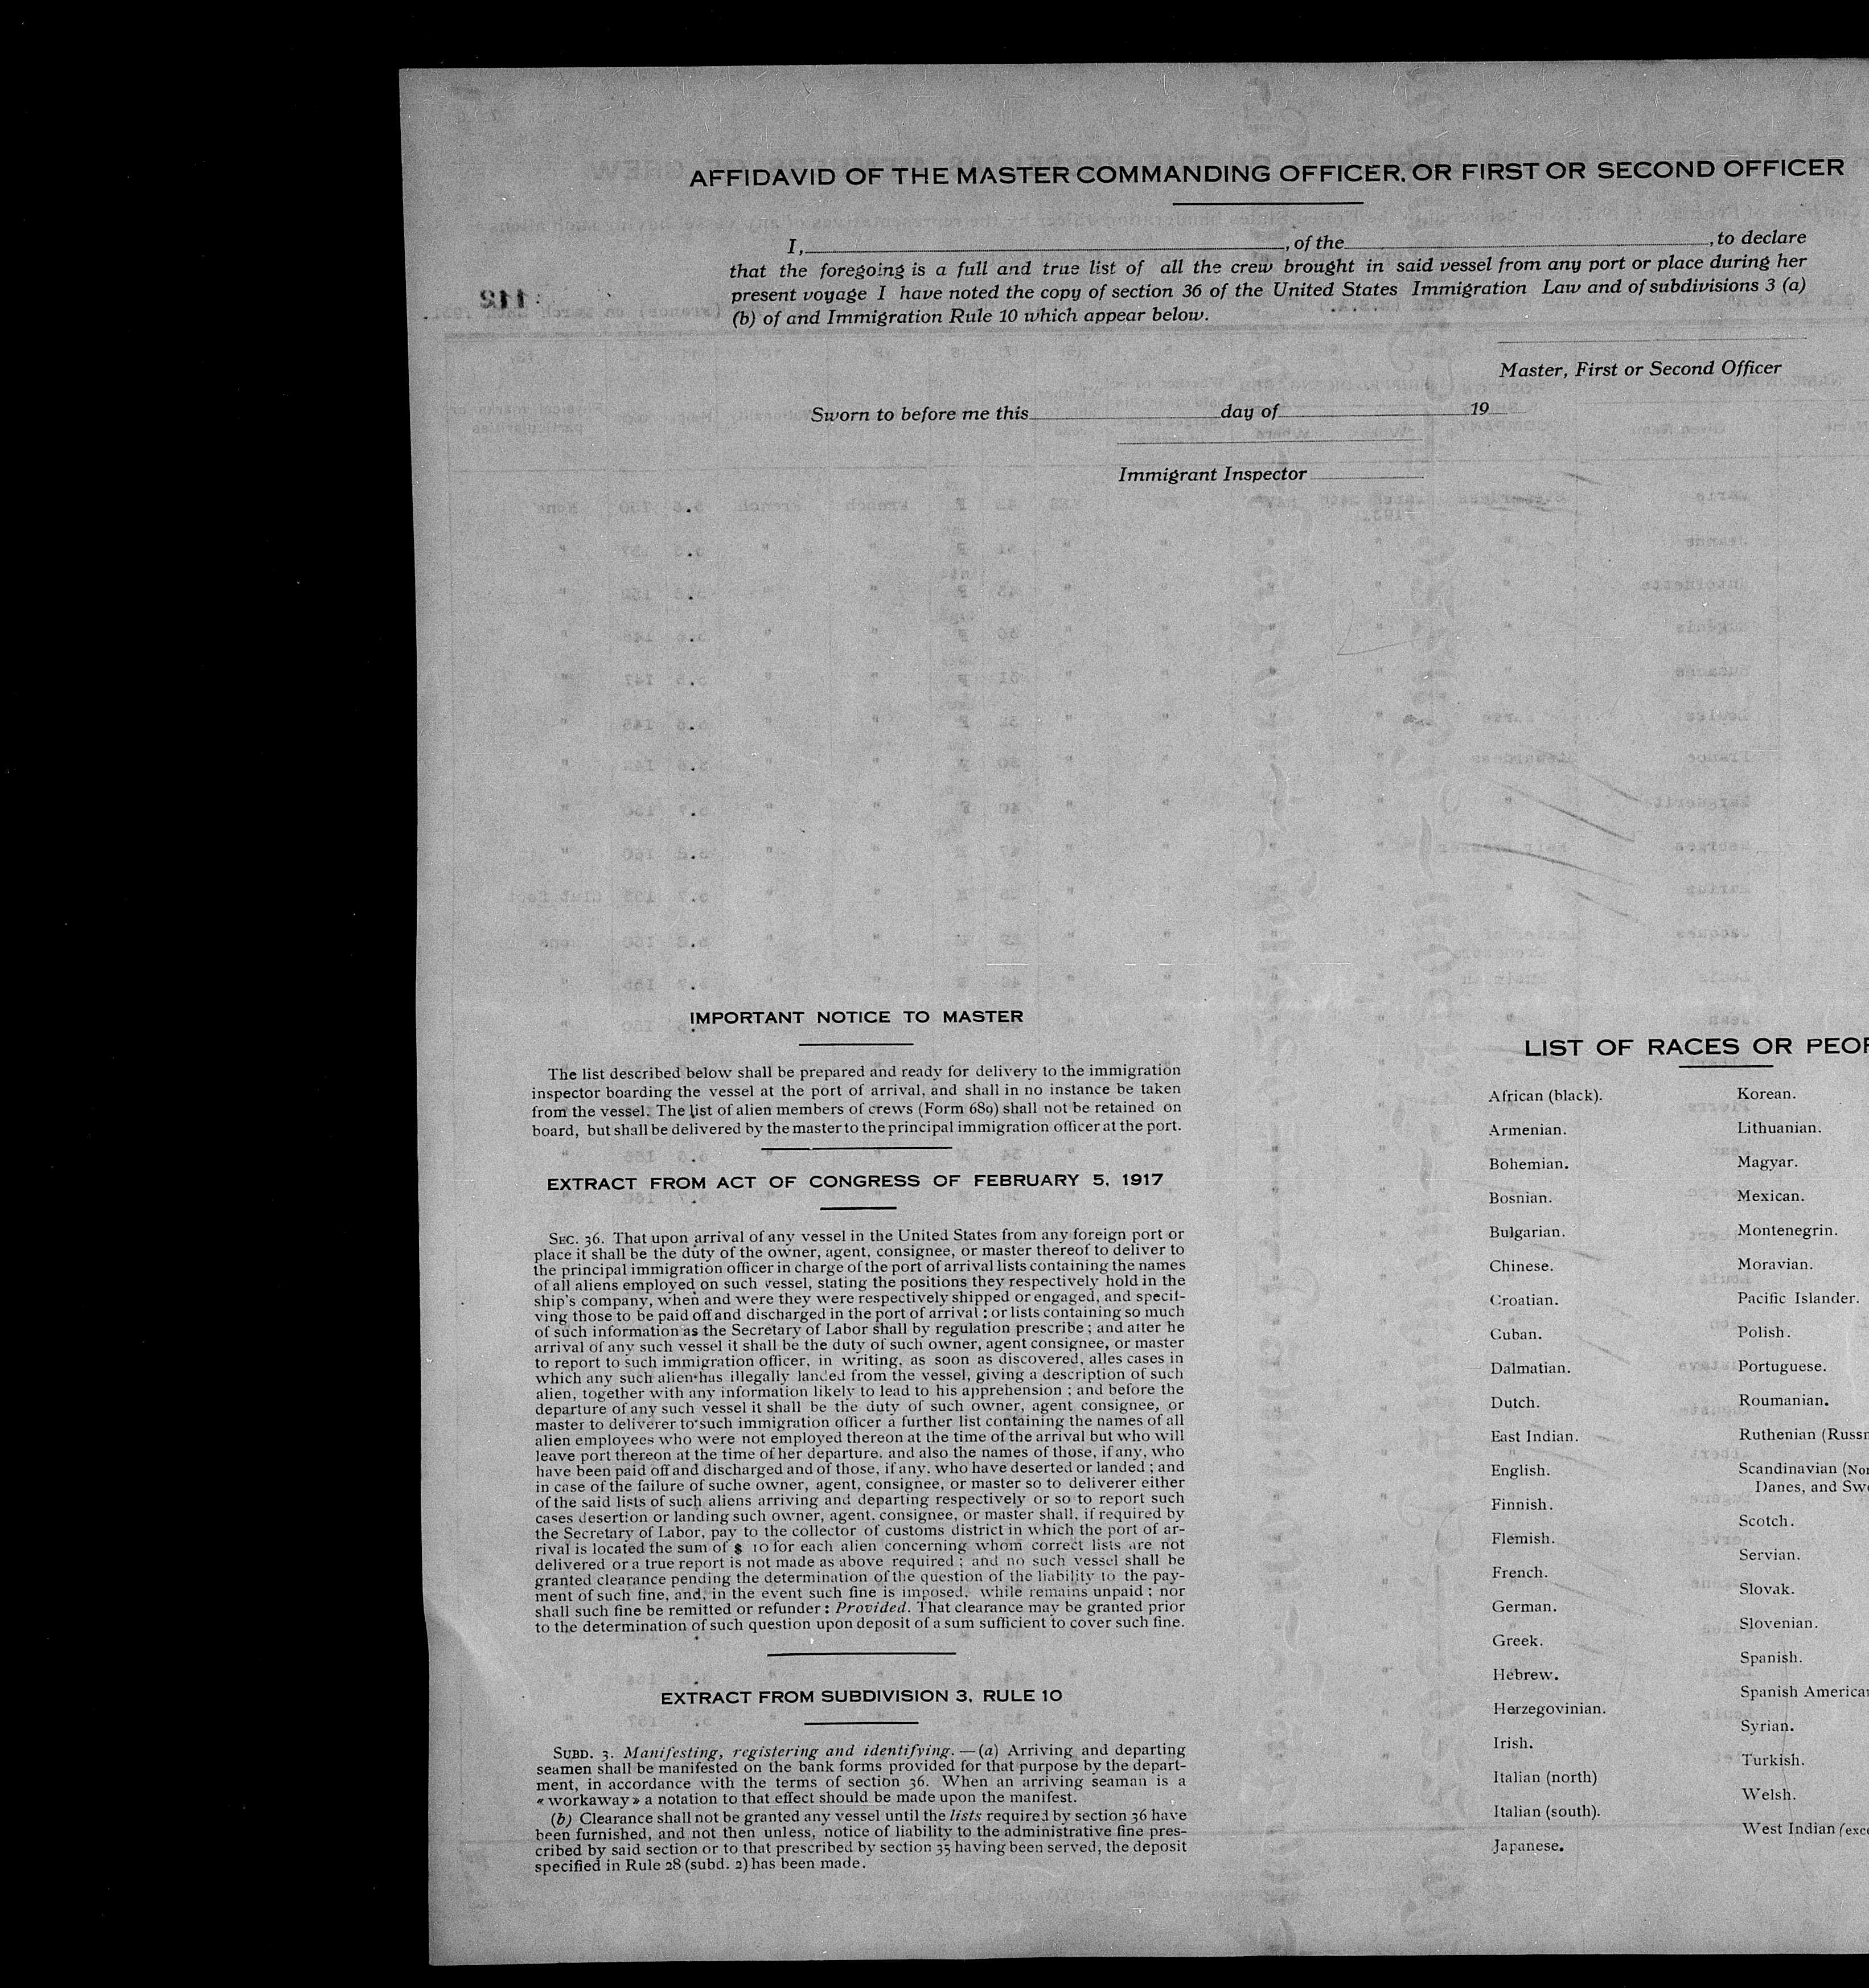 AFFIDAVID OF THE MASTER COMMANDING OFFICER, OR FIRST OR SECOND OFFICER
I, , of the , to declare
that the foregoing is a full and true list of all the crew brought in said vessel from any port or place during her
present voyage I have noted the copy of section 36 of the United States Immigration Law and of subdivisions 3 (a)
(b) of and Immigration Rule 10 which appear below.
Master, First or Second Officer
Sworn to before me this day of 19
Immigrant Inspector
IMPORTANT NOTICE TO MASTER
The list described below shall be prepared and ready for delivery to the immigration
inspector boarding the vessel at the port of arrival, and shall in no instance be taken
from the vessel. The list of alien members of crews (Form 689) shall not be retained on
board, but shall be delivered by the master to the principal immigration officer at the port.
EXTRACT FROM ACT OF CONGRESS OF FEBRUARY 5, 1917
SEC. 36. That upon arrival of any vessel in the United States from any foreign port or
place it shall be the duty of the owner, agent, consignee, or master thereof to deliver to
the principal immigration officer in charge of the port of arrival lists containing the names
of all aliens employed on such vessel, stating the positions they respectively hold in the
ship's company, when and were they were respectively shipped or engaged, and specif-
ving those to be paid off and discharged in the port of arrival ; or lists containing so much
of such information as the Secretary of Labor shall by regulation prescribe ; and after he
arrival of any such vessel it shall be the duty of such owner, agent consignee, or master
to report to such immigration officer, in writing, as soon as discovered, alles cases in
which any such alien has illegally landed from the vessel, giving a description of such
alien, together with any information likely to lead to his apprehension ; and before the
departure of any such vessel it shall be the duty of such owner, agent consignee, or
master to deliverer to such immigration officer a further list containing the names of all
alien employees who were not employed thereon at the time of the arrival but who will
leave port thereon at the time of her departure, and also the names of those, if any, who
have been paid off and discharged and of those, if any, who have deserted or landed ; and
in case of the failure of suche owner, agent, consignee, or master so to deliverer either
of the said lists of such aliens arriving and departing respectively or so to report such
cases desertion or landing such owner, agent, consignee, or master shall, if required by
the Secretary of Labor, pay to the collector of customs district in which the port of ar-
rival is located the sum of $ 10 for each alien concerning whom correct lists are not
delivered or a true report is not made as above required ; and no such vessel shall be
granted clearance pending the determination of the question of the liability to the pay-
ment of such fine, and, in the event such fine is imposed, while remains unpaid ; nor
shall such fine be remitted or refunder : Provided. That clearance may be granted prior
to the determination of such question upon deposit of a sum sufficient to cover such fine.
EXTRACT FROM SUBDIVISION 3, RULE 10
SUBD. 3. Manifesting, registering and identifying. — (a) Arriving and departing
seamen shall be manifested on the bank forms provided for that purpose by the depart-
ment, in accordance with the terms of section 36. When an arriving seaman is a
« workaway » a notation to that effect should be made upon the manifest.
(b) Clearance shall not be granted any vessel until the lists required by section 36 have
been furnished, and not then unless, notice of liability to the administrative fine pres-
cribed by said section or to that prescribed by section 35 having been served, the deposit
specified in Rule 28 (subd. 2) has been made.
LIST OF RACES OR PEOP
African (black).
Armenian.
Bohemian.
Bosnian.
Bulgarian.
Chinese.
Croatian.
Cuban.
Dalmatian.
Dutch.
East Indian.
English.
Finnish.
Flemish.
French.
German.
Greek.
Hebrew.
Herzegovinian.
Irish.
Italian (north)
Italian (south).
Japanese.
Korean.
Lithuanian.
Magyar.
Mexican.
Montenegrin.
Moravian.
Pacific Islander.
Polish.
Portuguese.
Roumanian.
Ruthenian (Russn
Scandinavian (Nor
Danes, and Swe
Scotch.
Servian.
Slovak.
Slovenian.
Spanish.
Spanish American
Syrian.
Turkish.
Welsh.
West Indian (exce